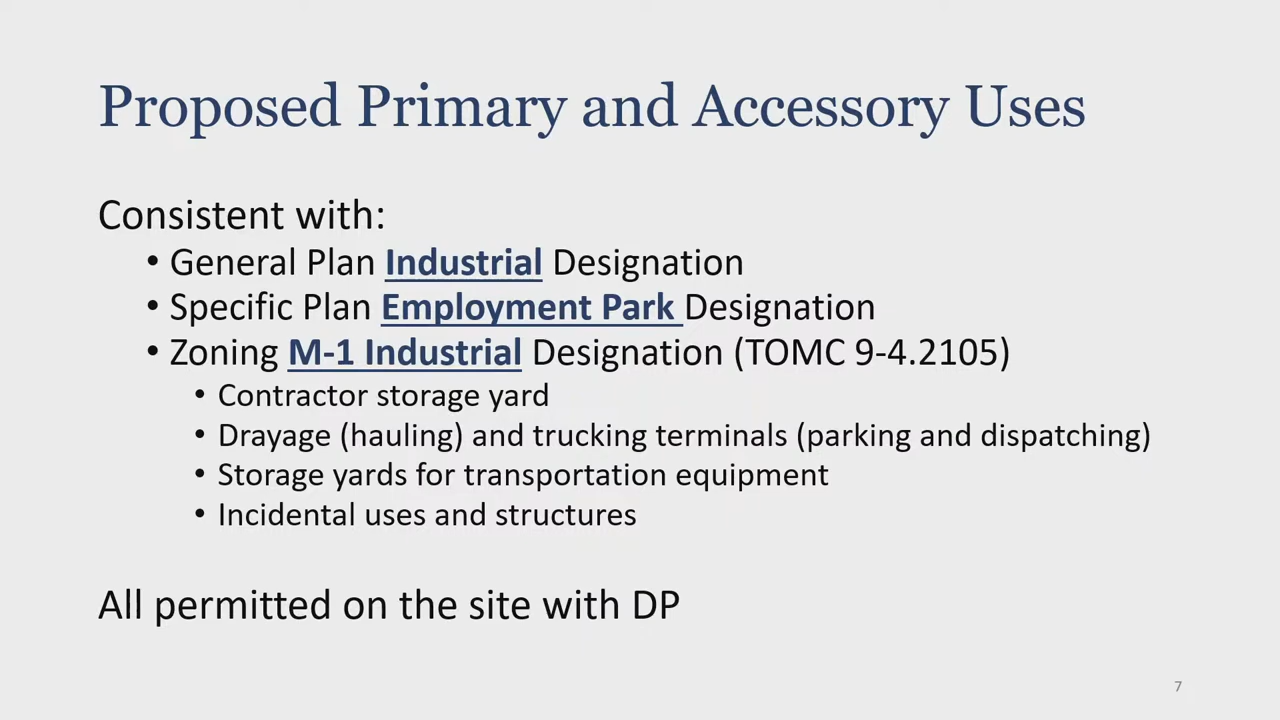 Proposed Primary and Accessory Uses
Consistent with:
• General Plan Industrial Designation
• Specific Plan Employment Park Designation
• Zoning M-1 Industrial Designation (TOMC 9-4.2105)
• Contractor storage yard
• Drayage (hauling) and trucking terminals (parking and dispatching)
• Storage yards for transportation equipment
• Incidental uses and structures
All permitted on the site with DP
7